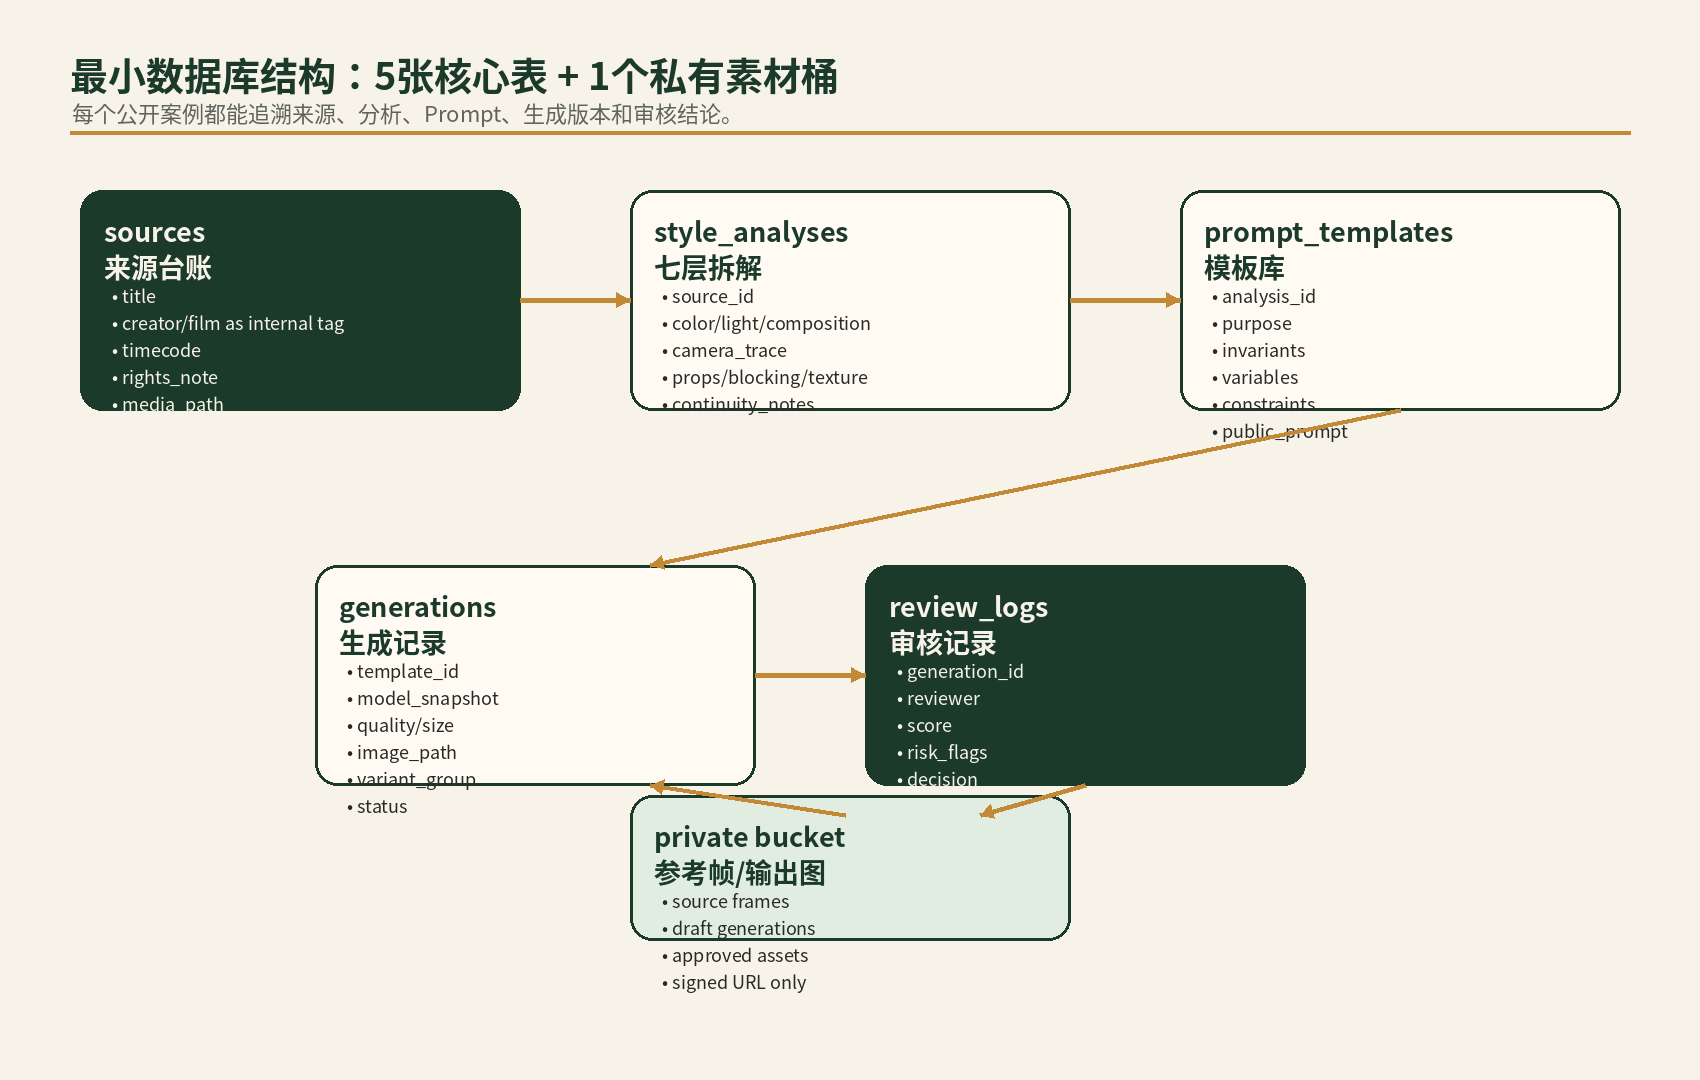 最小数据库结构：5张核心表 + 1个私有素材桶
每个公开案例都能追溯来源、分析、Prompt、生成版本和审核结论。
sources
来源台账
• title
• creator/film as internal tag
• timecode
• rights_note
• media_path
style_analyses
七层拆解
• source_id
• color/light/composition
• camera_trace
• props/blocking/texture
• continuity_notes
prompt_templates
模板库
• analysis_id
• purpose
• invariants
• variables
• constraints
• public_prompt
generations
生成记录
• template_id
• model_snapshot
• quality/size
• image_path
• variant_group
• status
review_logs
审核记录
• generation_id
• reviewer
• score
• risk_flags
• decision
private bucket
参考帧/输出图
• source frames
• draft generations
• approved assets
• signed URL only